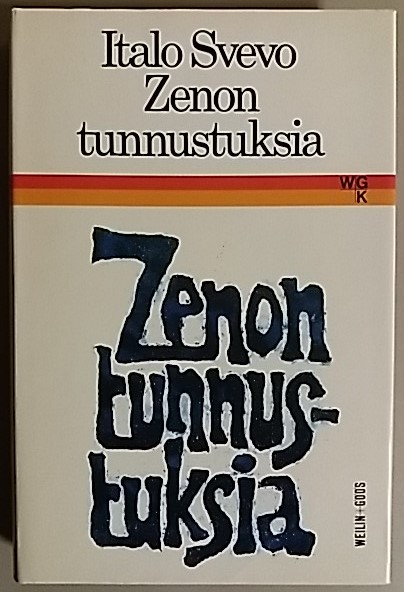 Italo Svevo
Zenon
tunnustuksia
WG
K
Zenon
tunnus-
tuksia
WEILIN+GÖÖS